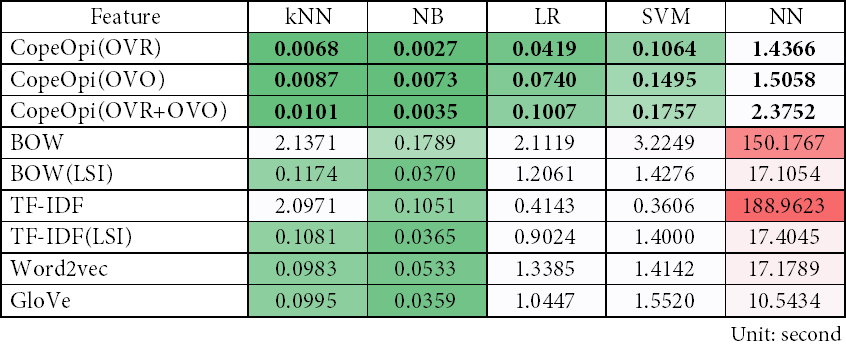 Feature kNN NB LR SVM NN
CopeOpi(OVR) 0.0068 0.0027 0.0419 0.1064 1.4366
CopeOpi(OVO) 0.0087 0.0073 0.0740 0.1495 1.5058
CopeOpi(OVR+OVO) 0.0101 0.0035 0.1007 0.1757 2.3752
BOW 2.1371 0.1789 2.1119 3.2249 150.1767
BOW(LSI) 0.1174 0.0370 1.2061 1.4276 17.1054
TF-IDF 2.0971 0.1051 0.4143 0.3606 188.9623
TF-IDF(LSI) 0.1081 0.0365 0.9024 1.4000 17.4045
Word2vec 0.0983 0.0533 1.3385 1.4142 17.1789
GloVe 0.0995 0.0359 1.0447 1.5520 10.5434
Unit: second